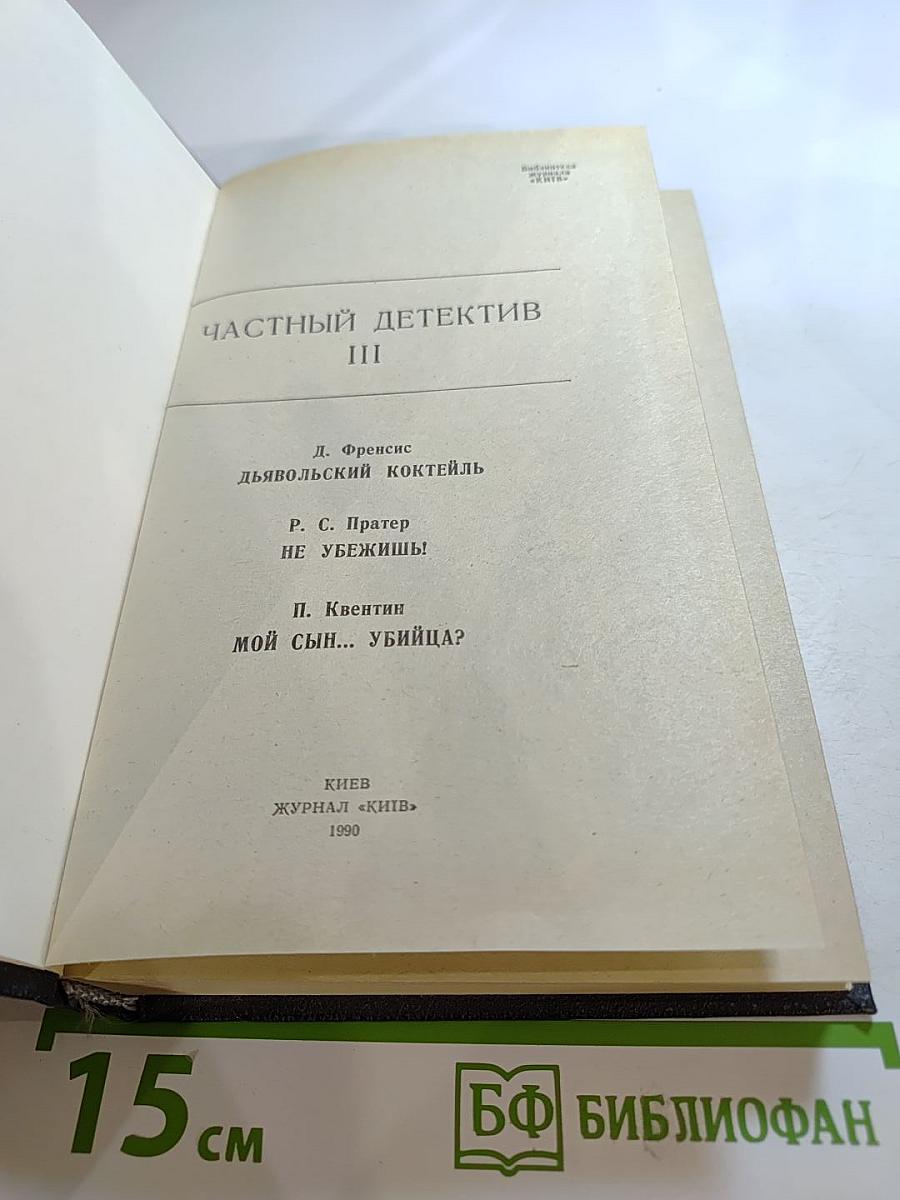 Библиотека
журнала
«КИЇВ»
ЧАСТНЫЙ ДЕТЕКТИВ
III
Д. Френсис
ДЬЯВОЛЬСКИЙ КОКТЕЙЛЬ
Р. С. Пратер
НЕ УБЕЖИШЬ!
П. Квентин
МОЙ СЫН... УБИЙЦА?
КИЕВ
ЖУРНАЛ «КИЇВ»
1990
15 см
БФ БИБЛИОФАН